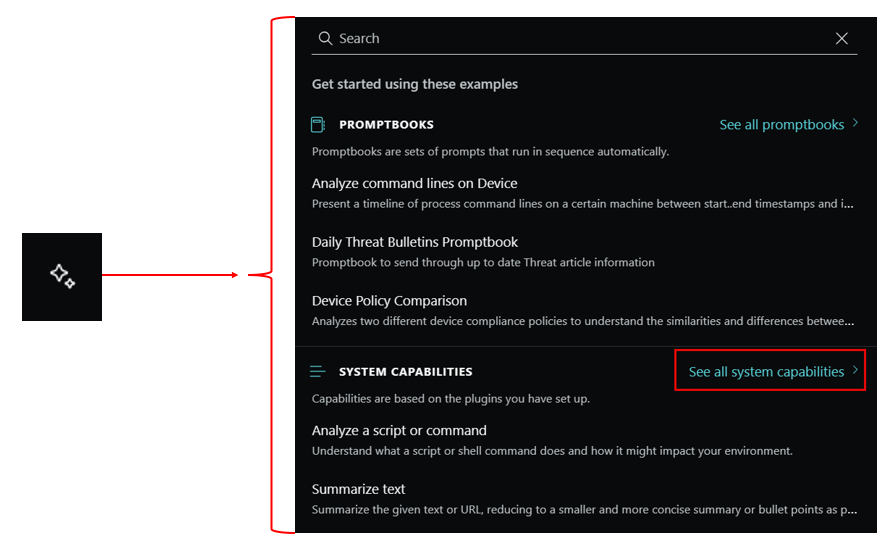 Search
Get started using these examples
PROMPTBOOKS
See all promptbooks
Promptbooks are sets of prompts that run in sequence automatically.
Analyze command lines on Device
Present a timeline of process command lines on a certain machine between start..end timestamps and i...
Daily Threat Bulletins Promptbook
Promptbook to send through up to date Threat article information
Device Policy Comparison
Analyzes two different device compliance policies to understand the similarities and differences betwee...
SYSTEM CAPABILITIES
See all system capabilities
Capabilities are based on the plugins you have set up.
Analyze a script or command
Understand what a script or shell command does and how it might impact your environment.
Summarize text
Summarize the given text or URL, reducing to a smaller and more concise summary or bullet points as p...